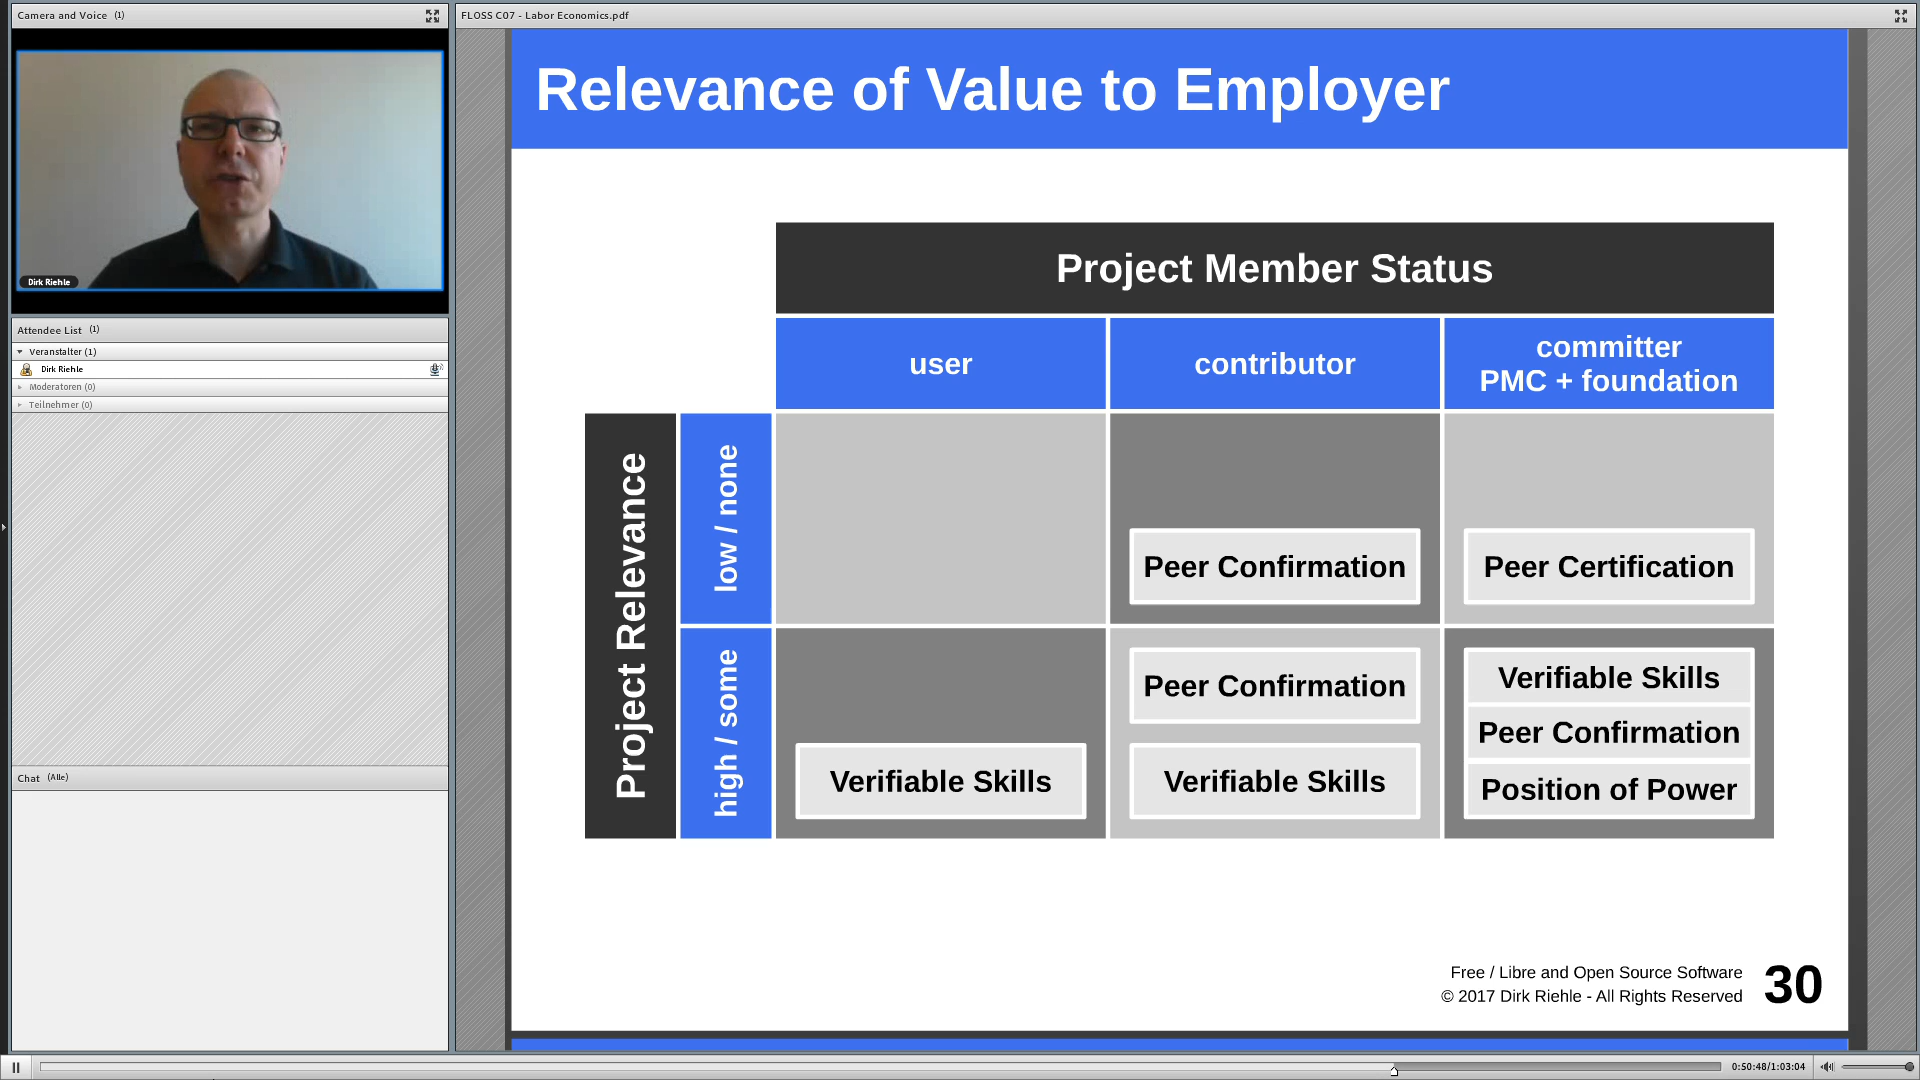 Camera and Voice (1)
Dirk Riehle
Attendee List (1)
Veranstalter (1)
Dirk Riehle
Moderatoren (0)
Teilnehmer (0)
Chat (Alle)
FLOSS C07 - Labor Economics.pdf
Relevance of Value to Employer
Project Member Status
user
contributor
committer
PMC + foundation
Project Relevance
low / none
Peer Confirmation
Peer Certification
high / some
Verifiable Skills
Peer Confirmation
Verifiable Skills
Verifiable Skills
Peer Confirmation
Position of Power
Free / Libre and Open Source Software
© 2017 Dirk Riehle - All Rights Reserved
30
0:50:48/1:03:04